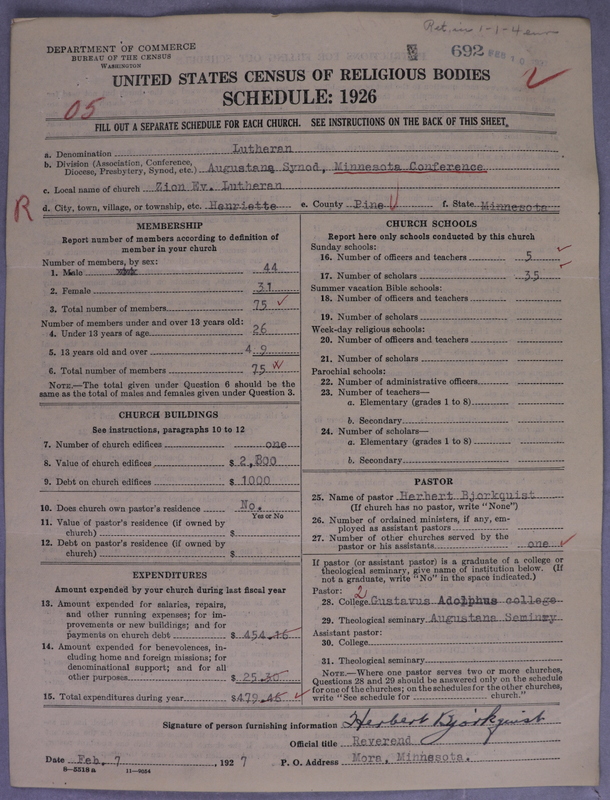 Ret. in 1-1-4
DEPARTMENT OF COMMERCE
BUREAU OF THE CENSUS
WASHINGTON
692
FEB 10
UNITED STATES CENSUS OF RELIGIOUS BODIES
SCHEDULE: 1926
05
FILL OUT A SEPARATE SCHEDULE FOR EACH CHURCH. SEE INSTRUCTIONS ON THE BACK OF THIS SHEET
a. Denomination Lutheran
b. Division (Association, Conference, Diocese, Presbytery, Synod, etc.) Augustana Synod, Minnesota Conference
c. Local name of church Zion Ev. Lutheran
R
d. City, town, village, or township, etc. Henriette e. County Pine f. State Minnesota
MEMBERSHIP
Report number of members according to definition of
member in your church
Number of members, by sex:
1. Male 44
2. Female 31
3. Total number of members 75
Number of members under and over 13 years old:
4. Under 13 years of age 26
5. 13 years old and over 4 9
6. Total number of members 75
NOTE.—The total given under Question 6 should be
same as the total of males and females given under Question 3.
CHURCH BUILDINGS
See instructions, paragraphs 10 to 12
7. Number of church edifices one
8. Value of church edifices $ 2,800
9. Debt on church edifices $ 1000
10. Does church own pastor's residence No.
Yes or No
11. Value of pastor's residence (if owned by
church) $
12. Debt on pastor's residence (if owned by
church) $
EXPENDITURES
Amount expended by your church during last fiscal year
13. Amount expended for salaries, repairs,
and other running expenses; for im-
provements or new buildings; and for
payments on church debt $ 454.15
14. Amount expended for benevolences, in-
cluding home and foreign missions; for
denominational support; and for all
other purposes $ 25.30
15. Total expenditures during year $479.45
CHURCH SCHOOLS
Report here only schools conducted by this church
Sunday schools:
16. Number of officers and teachers 5
17. Number of scholars 35
Summer vacation Bible schools:
18. Number of officers and teachers
19. Number of scholars
Week-day religious schools:
20. Number of officers and teachers
21. Number of scholars
Parochial schools:
22. Number of administrative officers
23. Number of teachers—
a. Elementary (grades 1 to 8)
b. Secondary
24. Number of scholars—
a. Elementary (grades 1 to 8)
b. Secondary
PASTOR
25. Name of pastor Herbert Bjorkquist
(If church has no pastor, write "None")
26. Number of ordained ministers, if any, em-
ployed as assistant pastors
27. Number of other churches served by the
pastor or his assistants one
If pastor (or assistant pastor) is a graduate of a college or
theological seminary, give name of institution below. (If
not a graduate, write "No" in the space indicated.)
Pastor: 2
28. College Gustavus Adolphus college
29. Theological seminary Augustana Seminry
Assistant pastor:
30. College
31. Theological seminary
NOTE.—Where one pastor serves two or more churches,
Questions 28 and 29 should be answered only on the schedule
for one of the churches; on the schedules for the other churches,
write "See schedule for church."
Signature of person furnishing information Herbert Bjorkquist
Official title Reverend
Date Feb. 7, 1927 P. O. Address Mora, Minnesota.
8—5518 a 11—9054